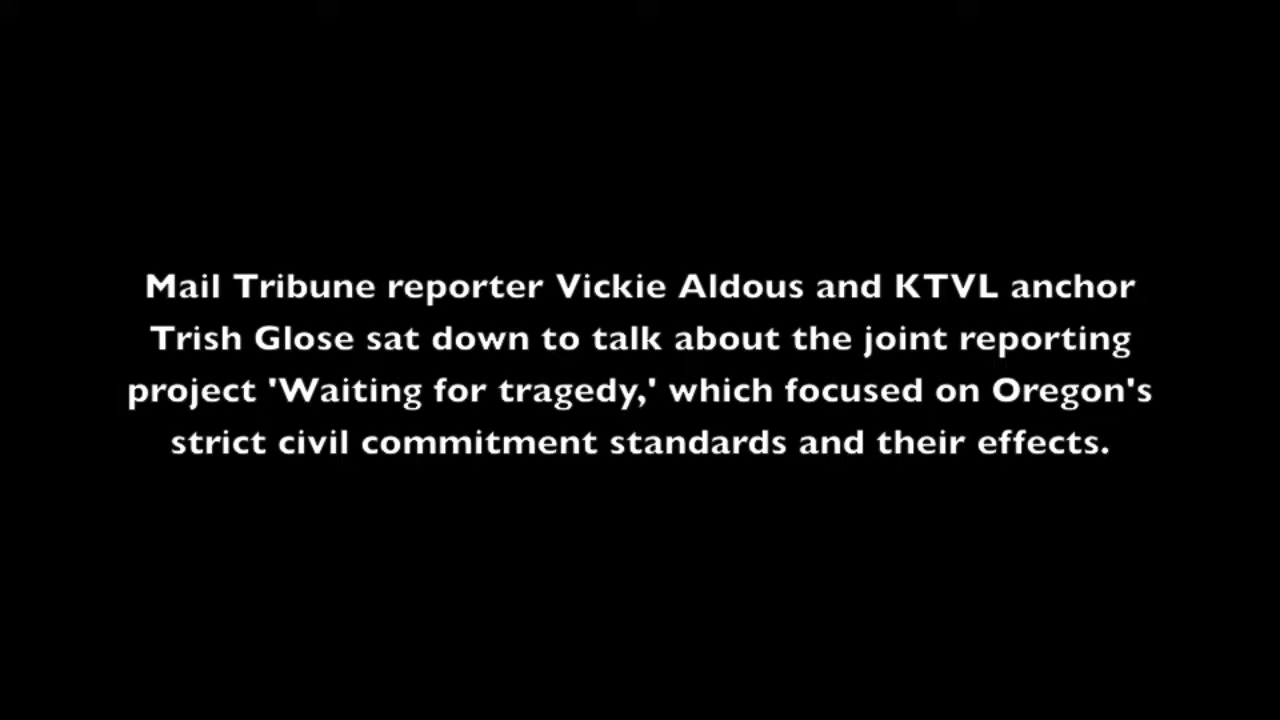 Mail Tribune reporter Vickie Aldous and KTVL anchor
Trish Glose sat down to talk about the joint reporting
project 'Waiting for tragedy,' which focused on Oregon's
strict civil commitment standards and their effects.